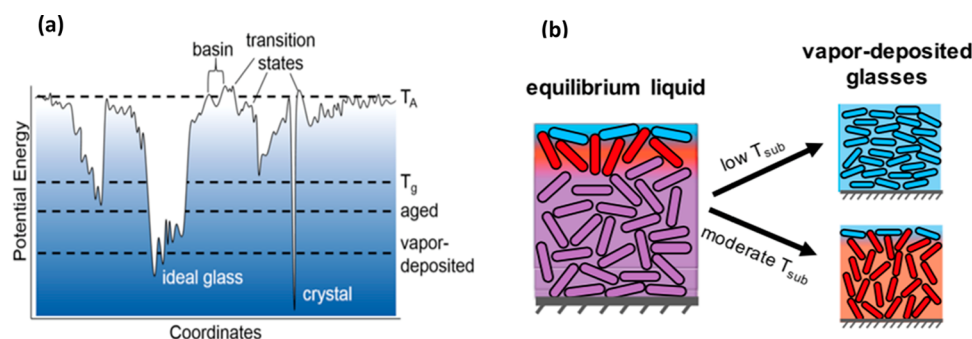 (a)
transition
states
basin
T_A
T_g
aged
vapor-
deposited
ideal glass
crystal
Potential Energy
Coordinates
(b)
vapor-deposited
glasses
equilibrium liquid
low T_sub
moderate T_sub